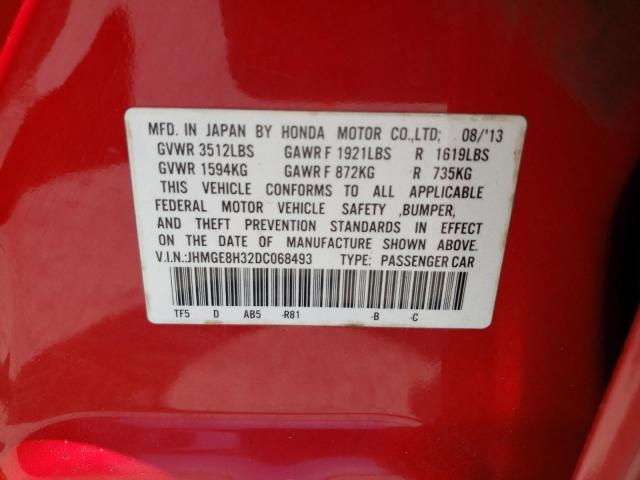 MFD. IN JAPAN BY HONDA MOTOR CO.,LTD; 08/'13
GVWR 3512LBS GAWR F 1921LBS R 1619LBS
GVWR 1594KG GAWR F 872KG R 735KG
THIS VEHICLE CONFORMS TO ALL APPLICABLE
FEDERAL MOTOR VEHICLE SAFETY ,BUMPER,
AND THEFT PREVENTION STANDARDS IN EFFECT
ON THE DATE OF MANUFACTURE SHOWN ABOVE.
V.I.N.:JHMGE8H32DC068493 TYPE: PASSENGER CAR
TF5 D AB5 -R81 -B -C